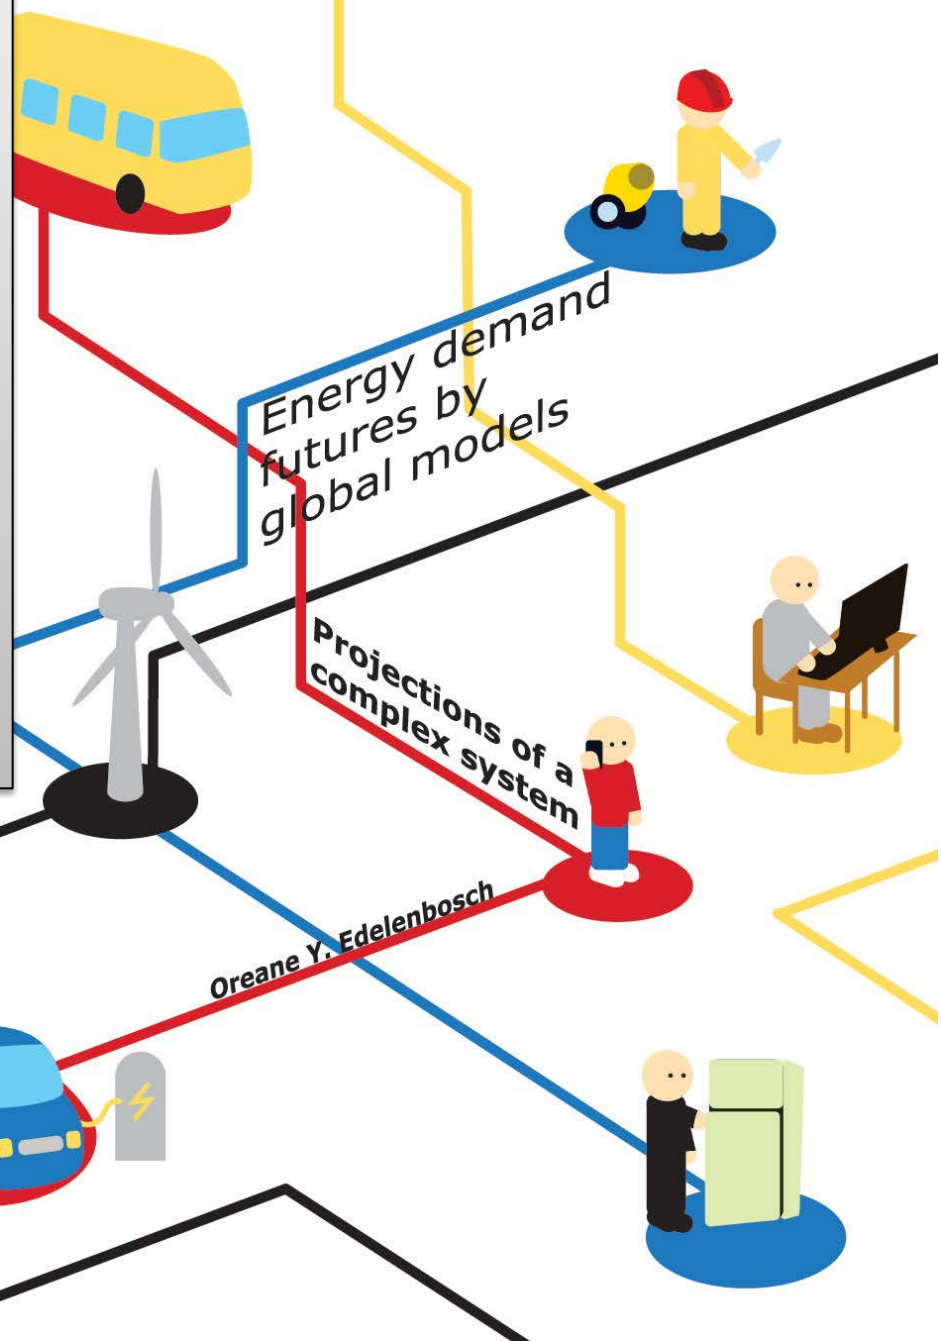 Energy demand
futures by
global models
Projections of a
complex system
Oreane Y. Edelenbosch